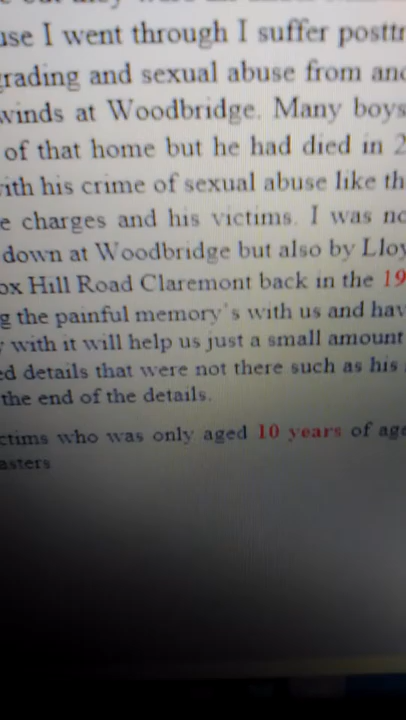 use I went through I suffer posttr
grading and sexual abuse from ano
winds at Woodbridge. Many boys
of that home but he had died in 2
with his crime of sexual abuse like th
e charges and his victims. I was no
down at Woodbridge but also by Lloy
ox Hill Road Claremont back in the 19
g the painful memory's with us and hav
y with it will help us just a small amount
ed details that were not there such as his
the end of the details.
ctims who was only aged 10 years of age
asters